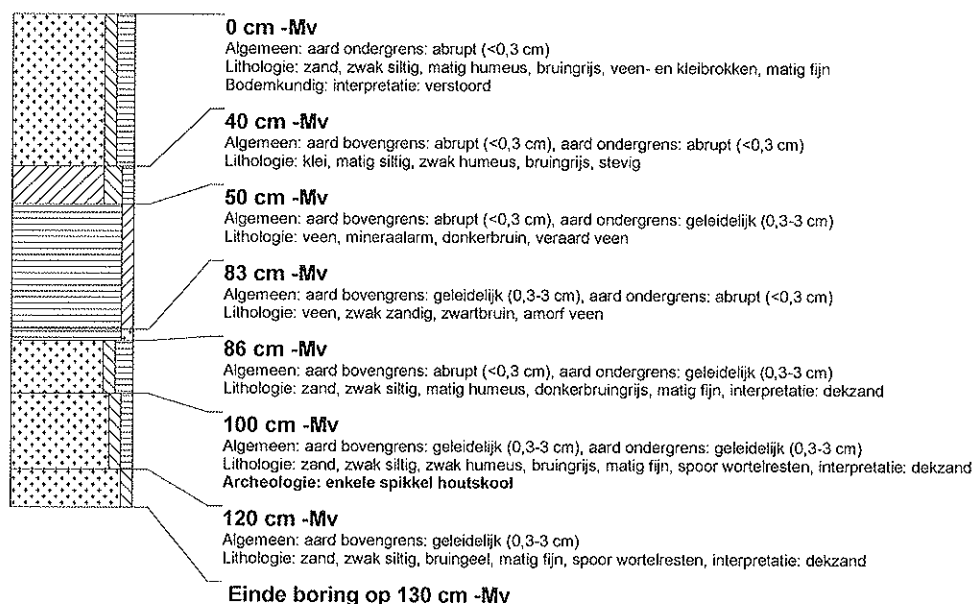 0 cm -Mv
Algemeen: aard ondergrens: abrupt (<0,3 cm)
Lithologie: zand, zwak siltig, matig humeus, bruingrijs, veen- en kleibrokken, matig fijn
Bodemkundig: interpretatie: verstoord
40 cm -Mv
Algemeen: aard bovengrens: abrupt (<0,3 cm), aard ondergrens: abrupt (<0,3 cm)
Lithologie: klei, matig siltig, zwak humeus, bruingrijs, stevig
50 cm -Mv
Algemeen: aard bovengrens: abrupt (<0,3 cm), aard ondergrens: geleidelijk (0,3-3 cm)
Lithologie: veen, mineraalarm, donkerbruin, veraard veen
83 cm -Mv
Algemeen: aard bovengrens: geleidelijk (0,3-3 cm), aard ondergrens: abrupt (<0,3 cm)
Lithologie: veen, zwak zandig, zwartbruin, amorf veen
86 cm -Mv
Algemeen: aard bovengrens: abrupt (<0,3 cm), aard ondergrens: geleidelijk (0,3-3 cm)
Lithologie: zand, zwak siltig, matig humeus, donkerbruingrijs, matig fijn, interpretatie: dekzand
100 cm -Mv
Algemeen: aard bovengrens: geleidelijk (0,3-3 cm), aard ondergrens: geleidelijk (0,3-3 cm)
Lithologie: zand, zwak siltig, zwak humeus, bruingrijs, matig fijn, spoor wortelresten, interpretatie: dekzand
Archeologie: enkele spikkel houtskool
120 cm -Mv
Algemeen: aard bovengrens: geleidelijk (0,3-3 cm)
Lithologie: zand, zwak siltig, bruingeel, matig fijn, spoor wortelresten, interpretatie: dekzand
Einde boring op 130 cm -Mv